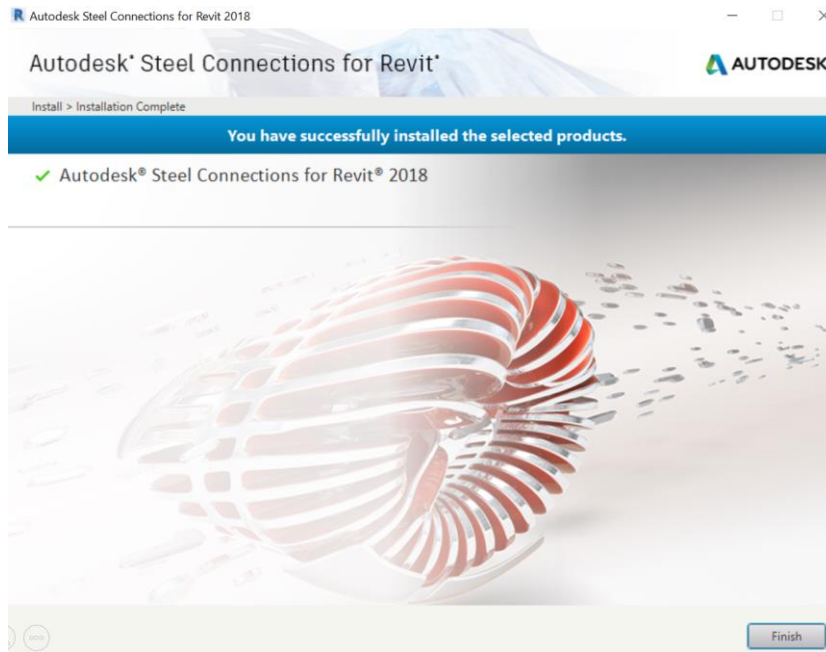 Autodesk Steel Connections for Revit 2018
Autodesk® Steel Connections for Revit®
AUTODESK
Install > Installation Complete
You have successfully installed the selected products.
Autodesk® Steel Connections for Revit® 2018
Finish